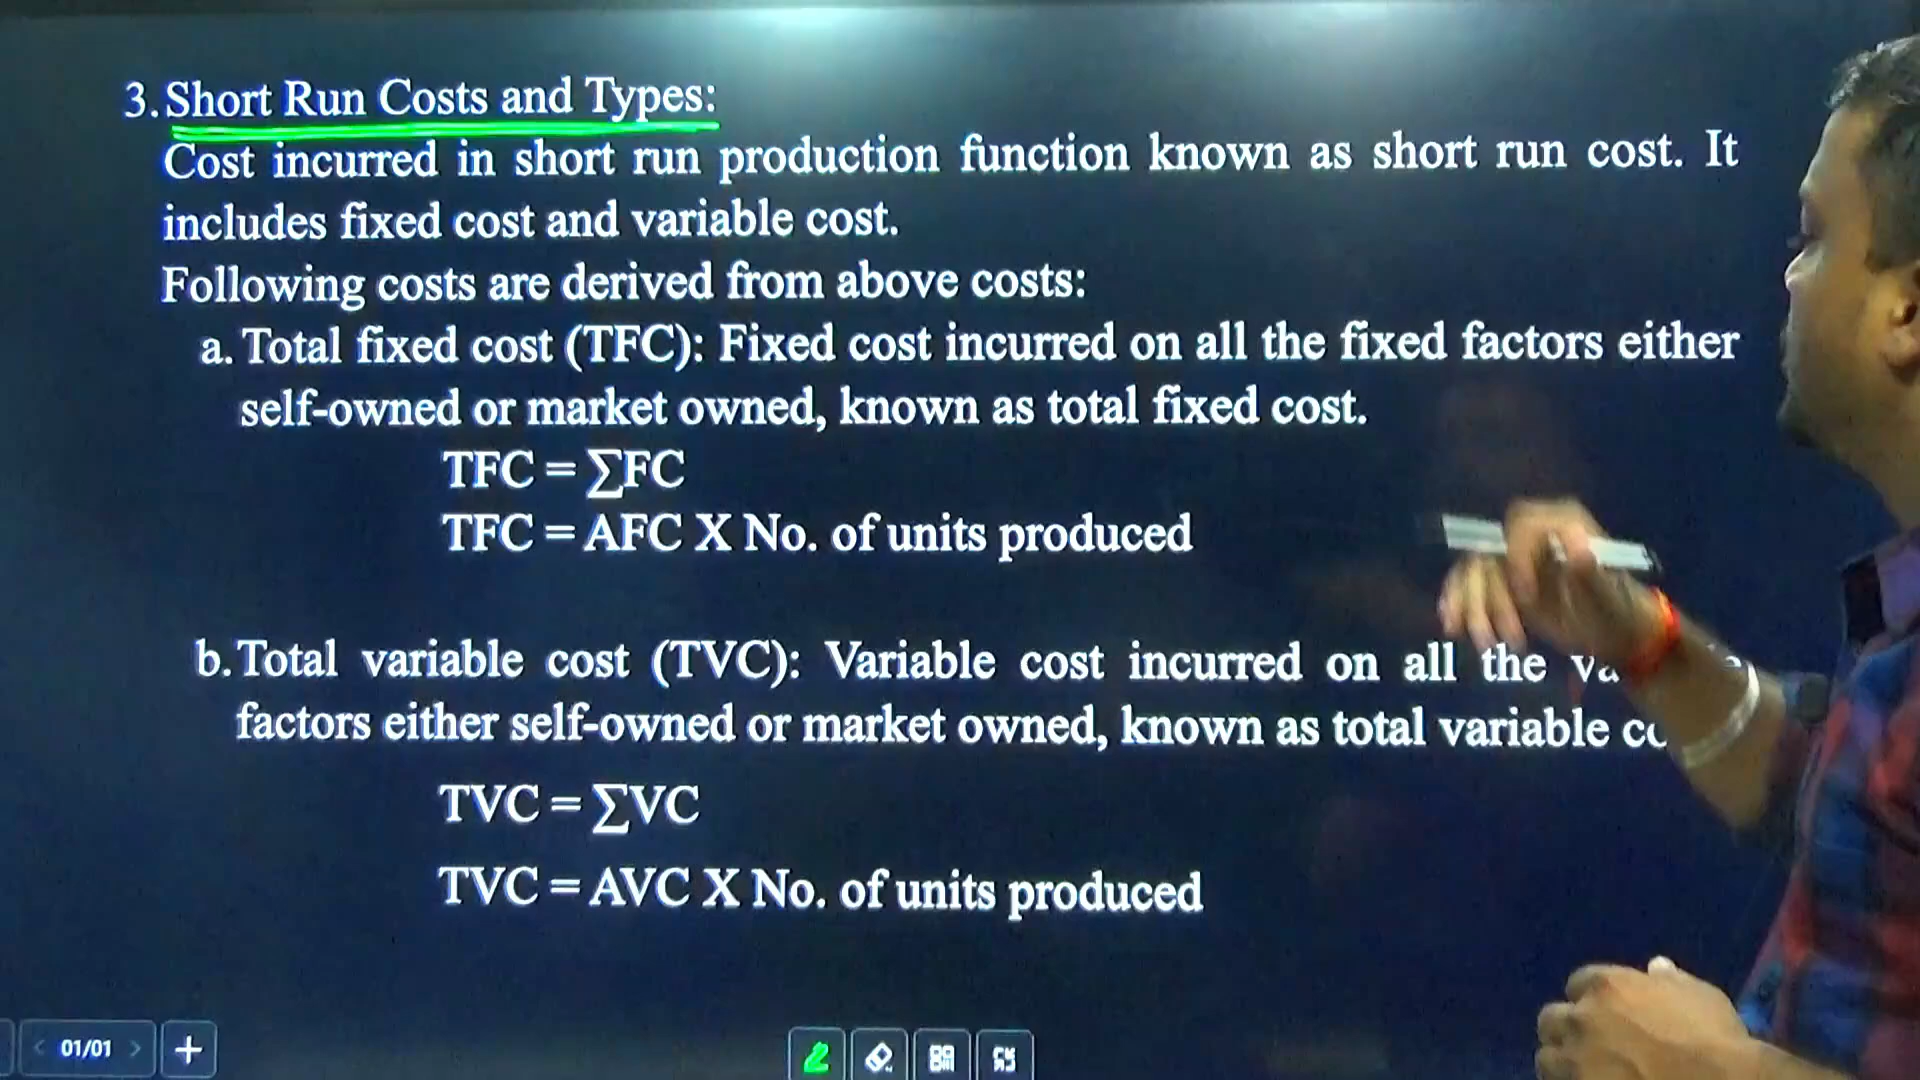 3. Short Run Costs and Types:
Cost incurred in short run production function known as short run cost. It
includes fixed cost and variable cost.
Following costs are derived from above costs:
a. Total fixed cost (TFC): Fixed cost incurred on all the fixed factors either
self-owned or market owned, known as total fixed cost.
TFC = ∑FC
TFC = AFC X No. of units produced
b. Total variable cost (TVC): Variable cost incurred on all the
factors either self-owned or market owned, known as total variable
TVC = ∑VC
TVC = AVC X No. of units produced
01/01